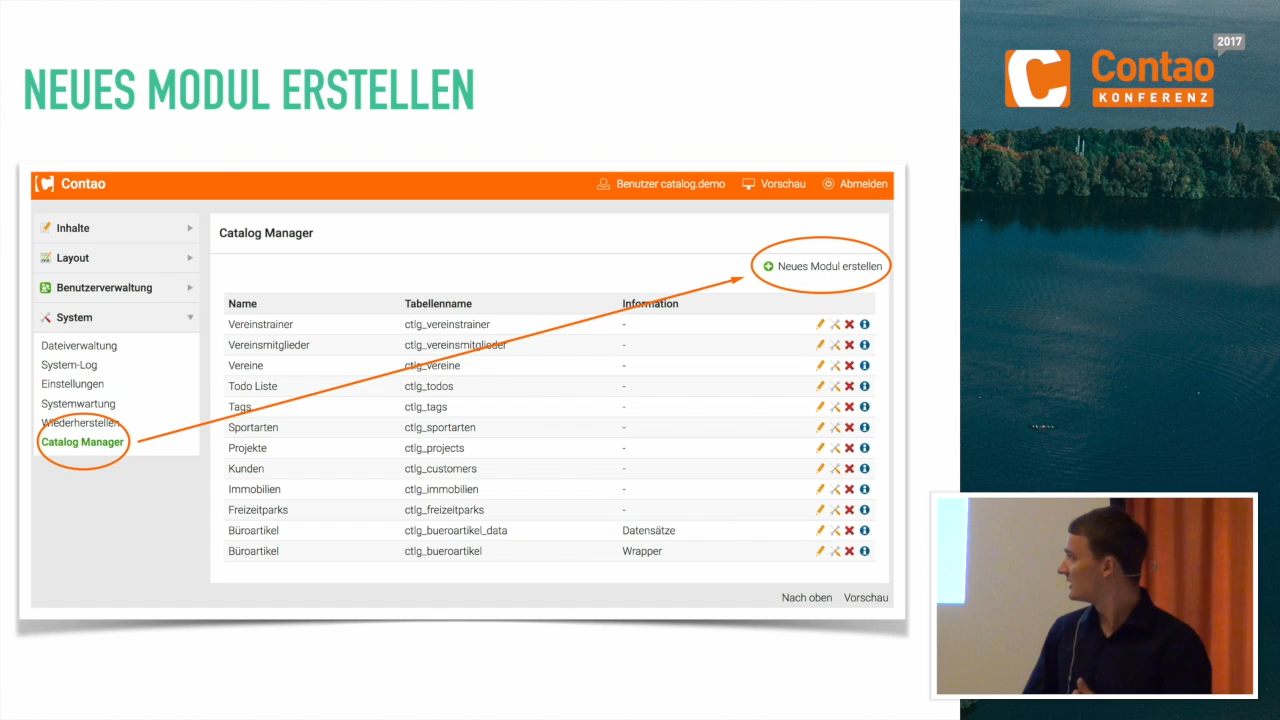 NEUES MODUL ERSTELLEN
2017
Contao
KONFERENZ
Contao
Benutzer catalog.demo Vorschau Abmelden
Inhalte
Layout
Benutzerverwaltung
System
Dateiverwaltung
System-Log
Einstellungen
Systemwartung
Wiederherstellen
Catalog Manager
Catalog Manager
Neues Modul erstellen
Name Tabellenname Information
Vereinstrainer ctlg_vereinstrainer -
Vereinsmitglieder ctlg_vereinsmitglieder -
Vereine ctlg_vereine -
Todo Liste ctlg_todos -
Tags ctlg_tags -
Sportarten ctlg_sportarten -
Projekte ctlg_projects -
Kunden ctlg_customers -
Immobilien ctlg_immobilien -
Freizeitparks ctlg_freizeitparks -
Büroartikel ctlg_bueroartikel_data Datensätze
Büroartikel ctlg_bueroartikel Wrapper
Nach oben Vorschau